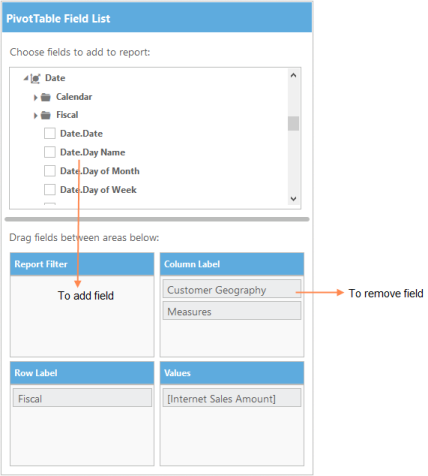 PivotTable Field List
Choose fields to add to report:
Date
Calendar
Fiscal
Date.Date
Date.Day Name
Date.Day of Month
Date.Day of Week
Drag fields between areas below:
Report Filter
To add field
Column Label
Customer Geography
Measures
To remove field
Row Label
Fiscal
Values
[Internet Sales Amount]